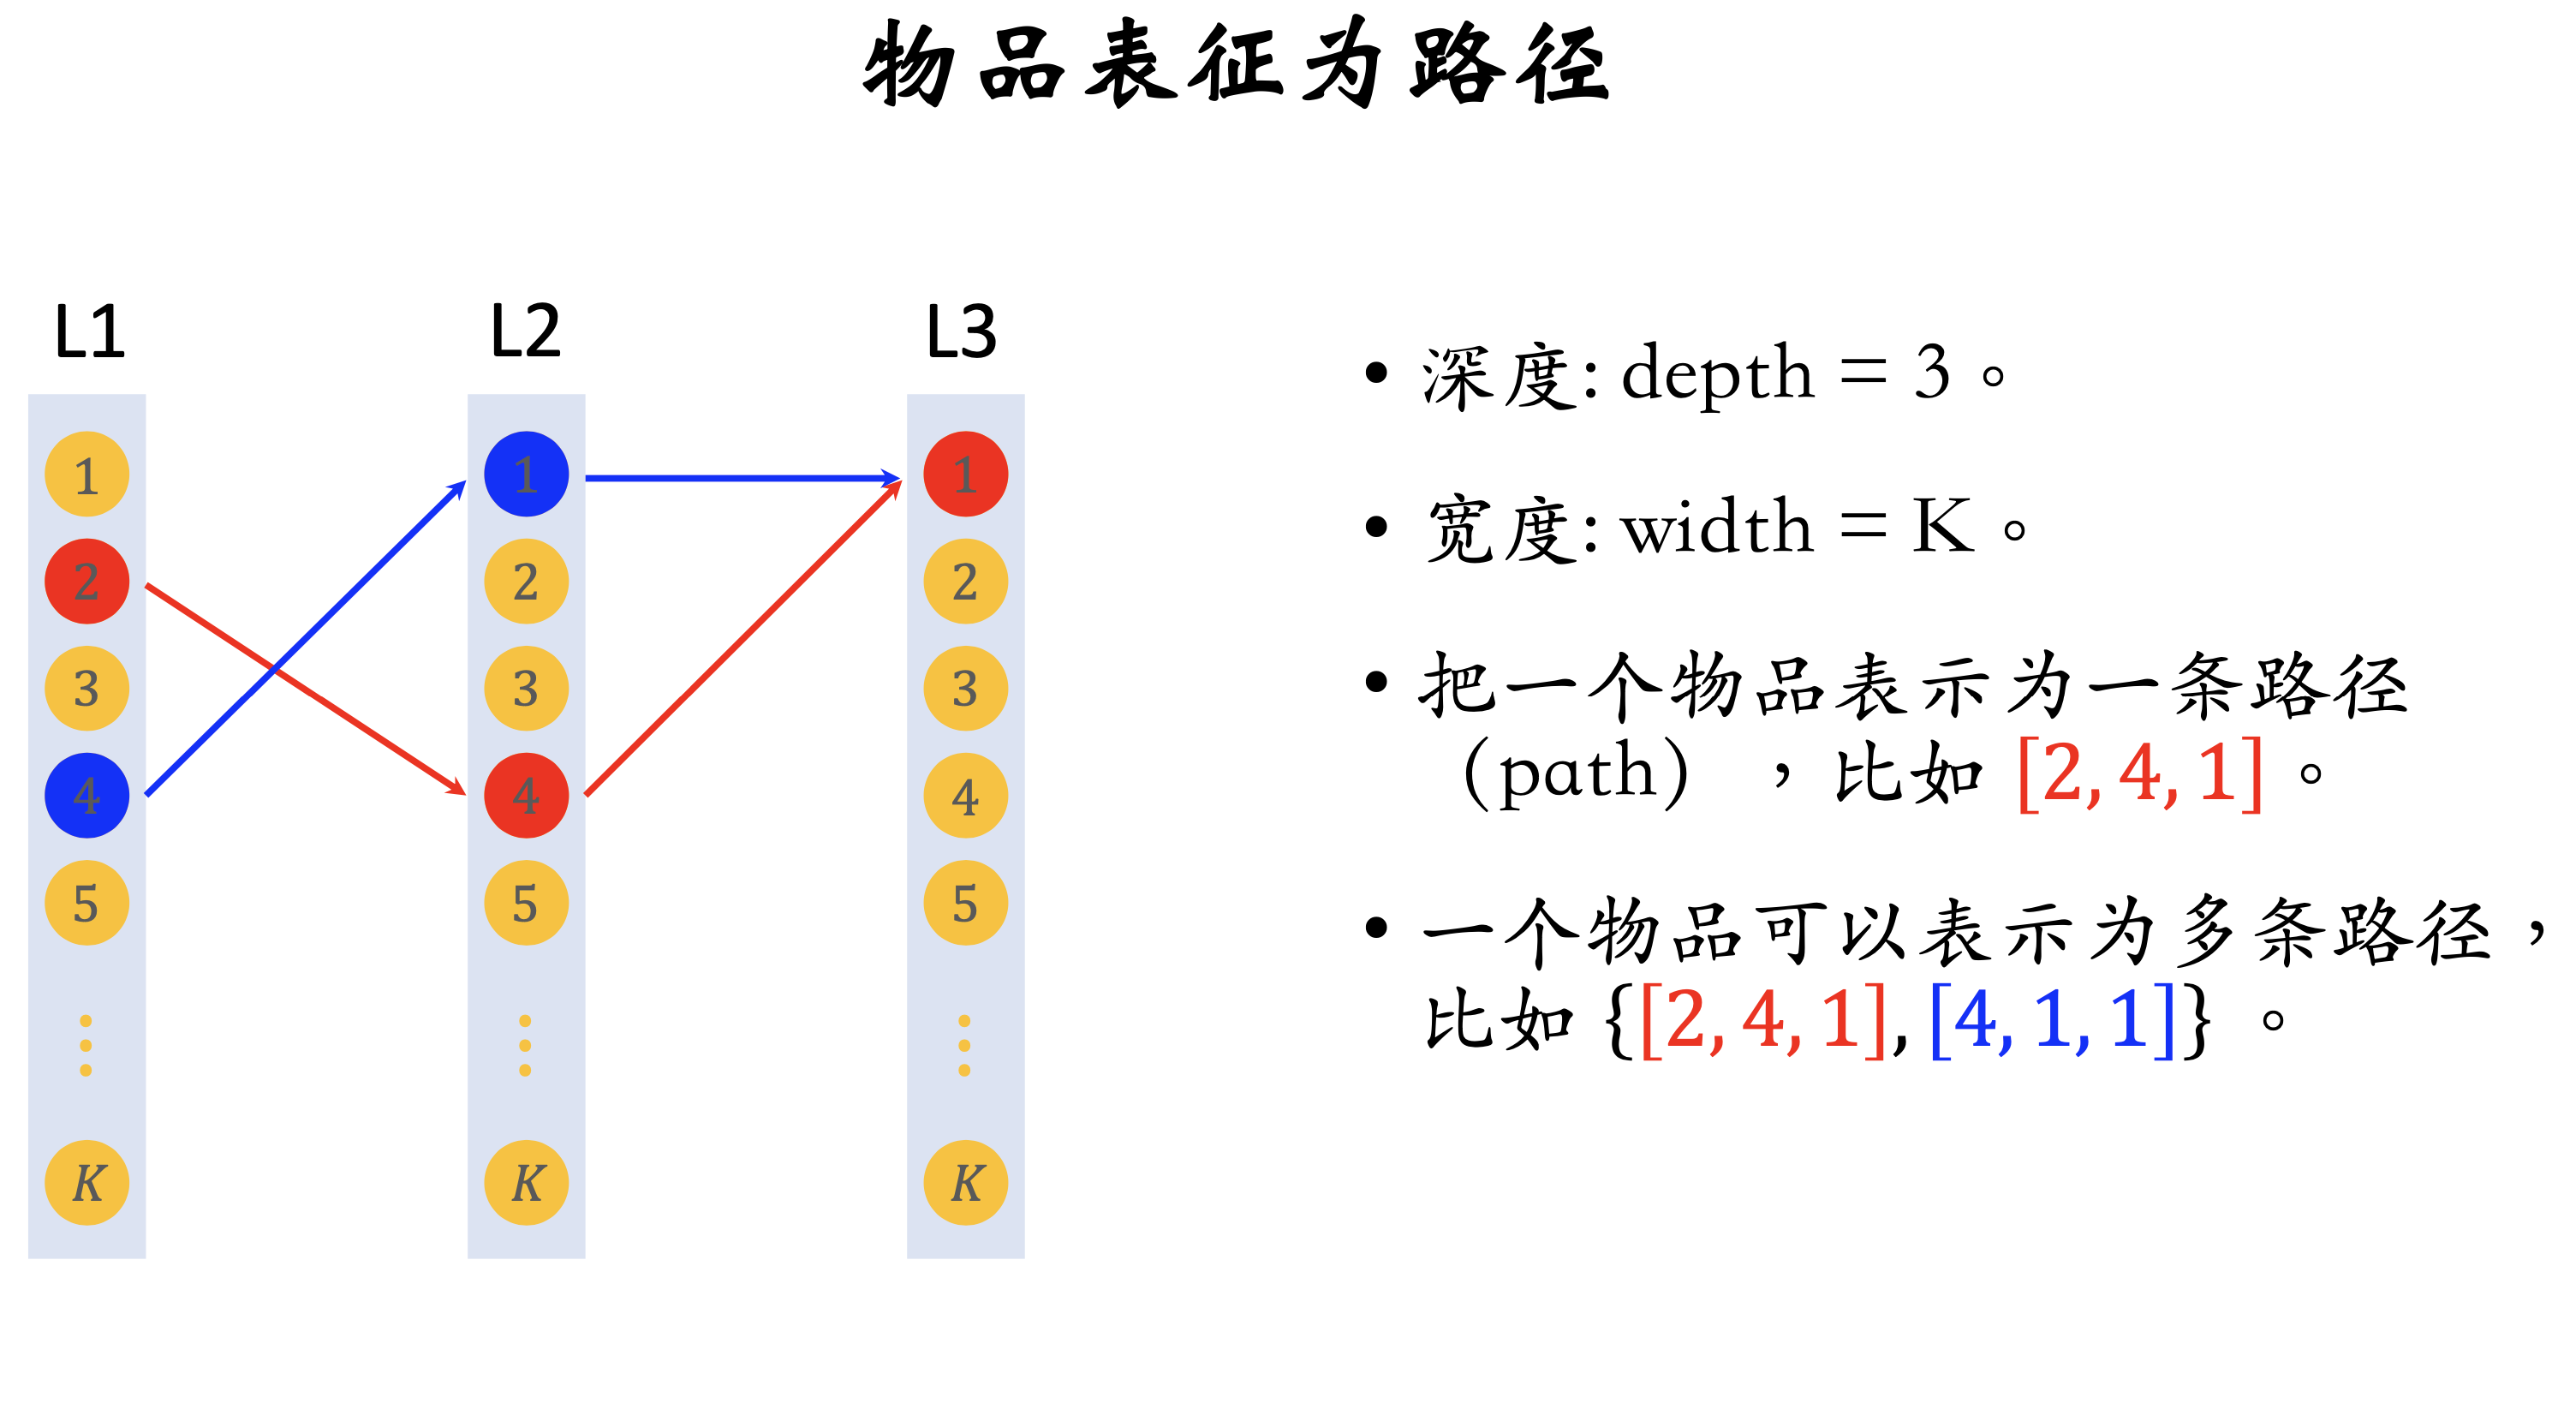 物品表征为路径
L1
1
2
3
4
5
K
L2
1
2
3
4
5
K
L3
1
2
3
4
5
K
• 深度: depth = 3。
• 宽度: width = K。
• 把一个物品表示为一条路径
（path），比如 [2, 4, 1]。
• 一个物品可以表示为多条路径，
比如 {[2, 4, 1], [4, 1, 1]}。